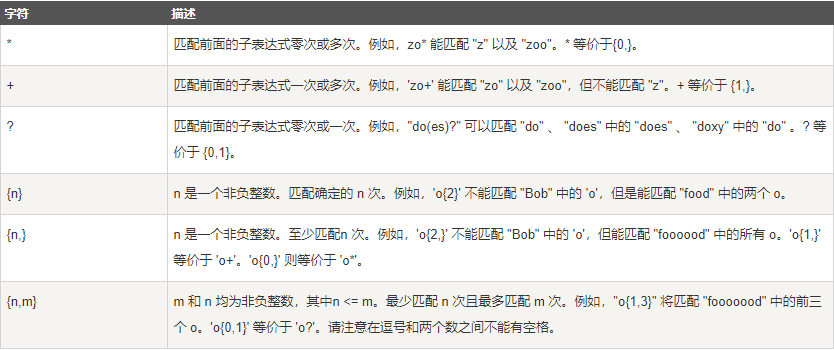 字符 描述
* 匹配前面的子表达式零次或多次。例如，zo* 能匹配 "z" 以及 "zoo"。* 等价于{0,}。
+ 匹配前面的子表达式一次或多次。例如，'zo+' 能匹配 "zo" 以及 "zoo"，但不能匹配 "z"。+ 等价于 {1,}。
? 匹配前面的子表达式零次或一次。例如，"do(es)?" 可以匹配 "do" 、 "does" 中的 "does" 、 "doxy" 中的 "do" 。? 等
价于 {0,1}。
{n} n 是一个非负整数。匹配确定的 n 次。例如，'o{2}' 不能匹配 "Bob" 中的 'o'，但是能匹配 "food" 中的两个 o。
{n,} n 是一个非负整数。至少匹配n 次。例如，'o{2,}' 不能匹配 "Bob" 中的 'o'，但能匹配 "foooood" 中的所有 o。'o{1,}'
等价于 'o+'。'o{0,}' 则等价于 'o*'。
{n,m} m 和 n 均为非负整数，其中n <= m。最少匹配 n 次且最多匹配 m 次。例如，"o{1,3}" 将匹配 "fooooood" 中的前三
个 o。'o{0,1}' 等价于 'o?'。请注意在逗号和两个数之间不能有空格。